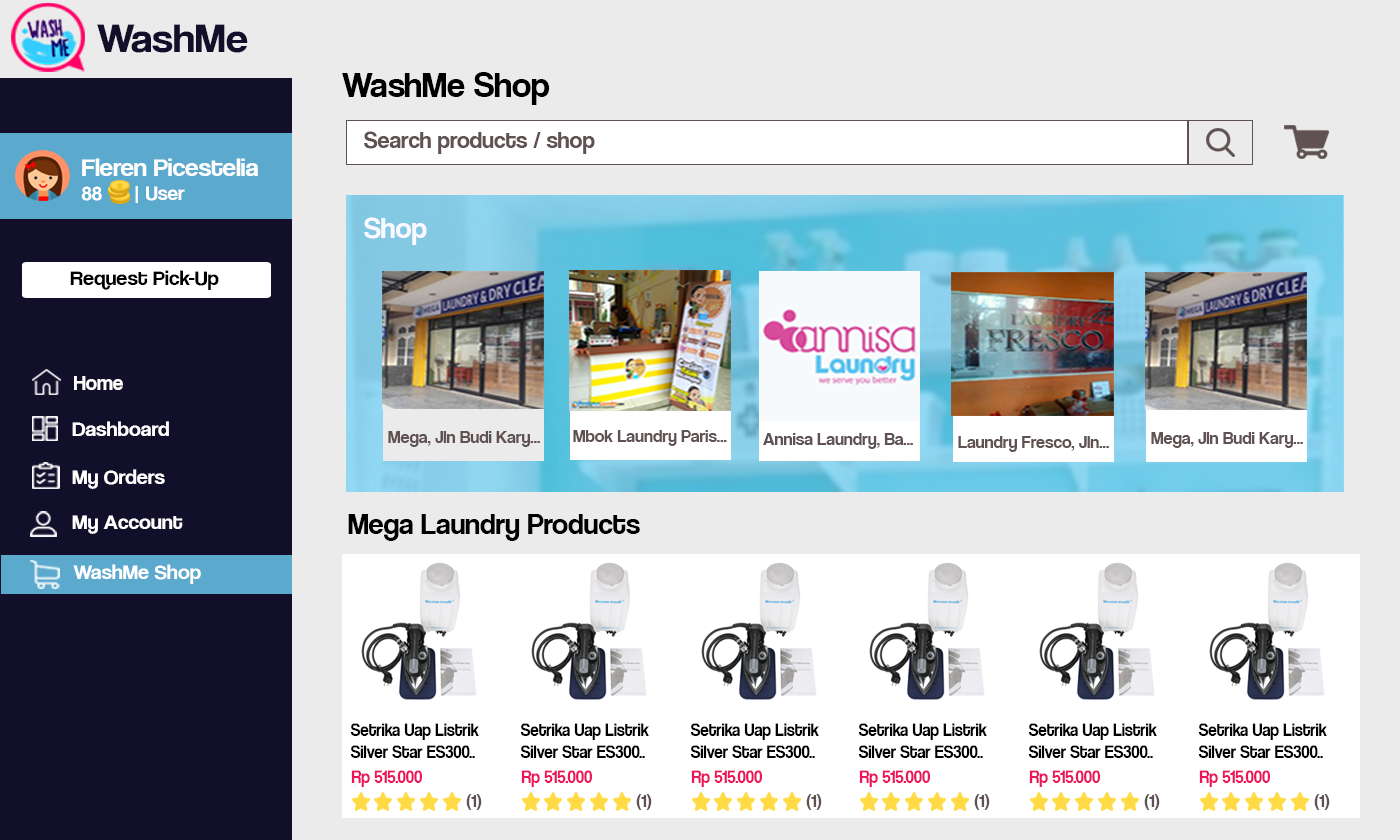 WASH
ME
WashMe
Fleren Picestelia
88 | User
Request Pick-Up
Home
Dashboard
My Orders
My Account
WashMe Shop
WashMe Shop
Search products / shop
Shop
MEGA LAUNDRY & DRY CLEA
Mega, Jln Budi Kary...
Mbok Laundry Paris...
annisa
Laundry
we serve you better
Annisa Laundry, Ba...
LAUNDRY
FRESCO
Laundry Fresco, Jln...
MEGA LAUNDRY & DRY CLEA
Mega, Jln Budi Kary...
Mega Laundry Products
Setrika Uap Listrik
Silver Star ES300..
Rp 515.000
(1)
Setrika Uap Listrik
Silver Star ES300..
Rp 515.000
(1)
Setrika Uap Listrik
Silver Star ES300..
Rp 515.000
(1)
Setrika Uap Listrik
Silver Star ES300..
Rp 515.000
(1)
Setrika Uap Listrik
Silver Star ES300..
Rp 515.000
(1)
Setrika Uap Listrik
Silver Star ES300..
Rp 515.000
(1)